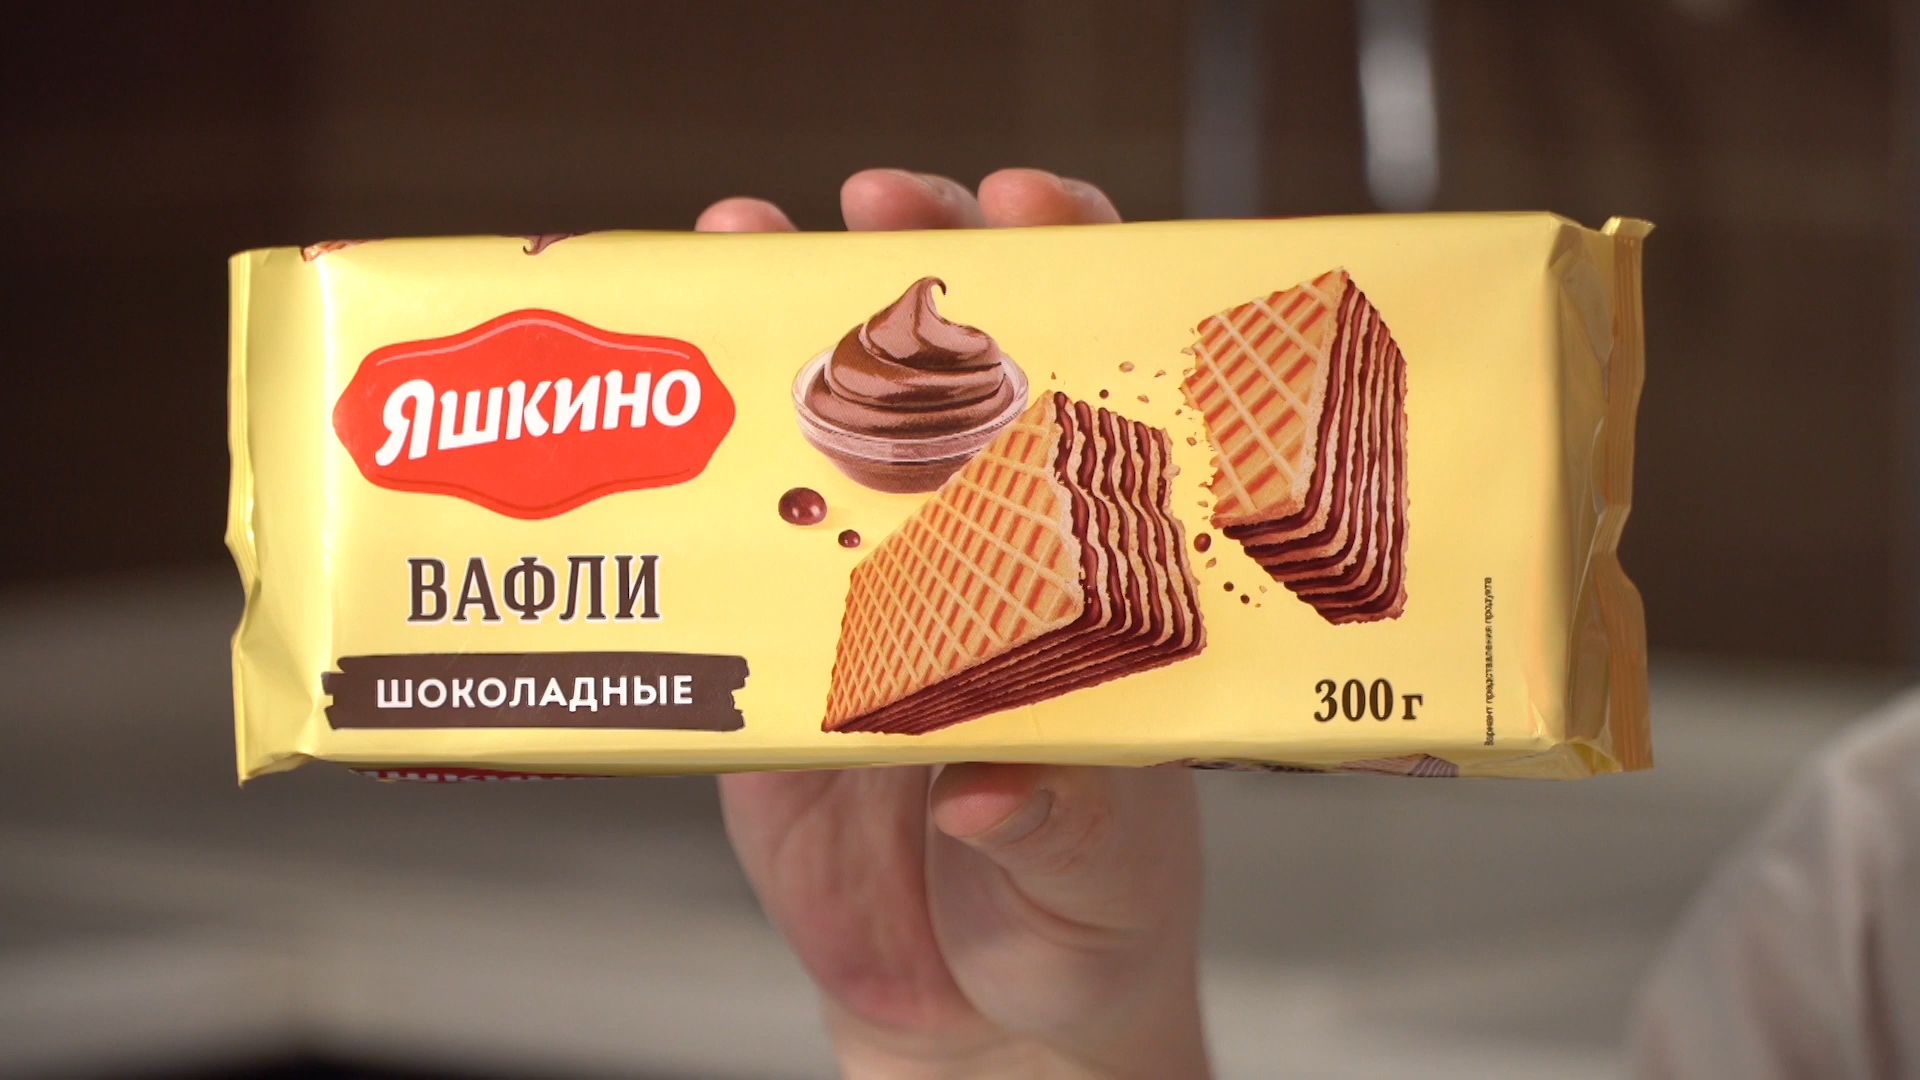 Яшкино
ВАФЛИ
ШОКОЛАДНЫЕ
300 г
Вариант представления продукта